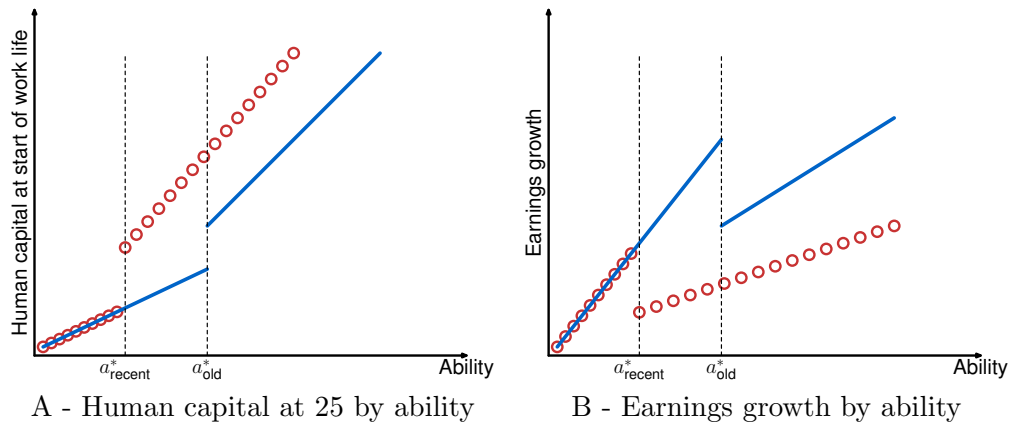 Human capital at start of work life
a*recent
a*old
Ability
A - Human capital at 25 by ability
Earnings growth
a*recent
a*old
Ability
B - Earnings growth by ability